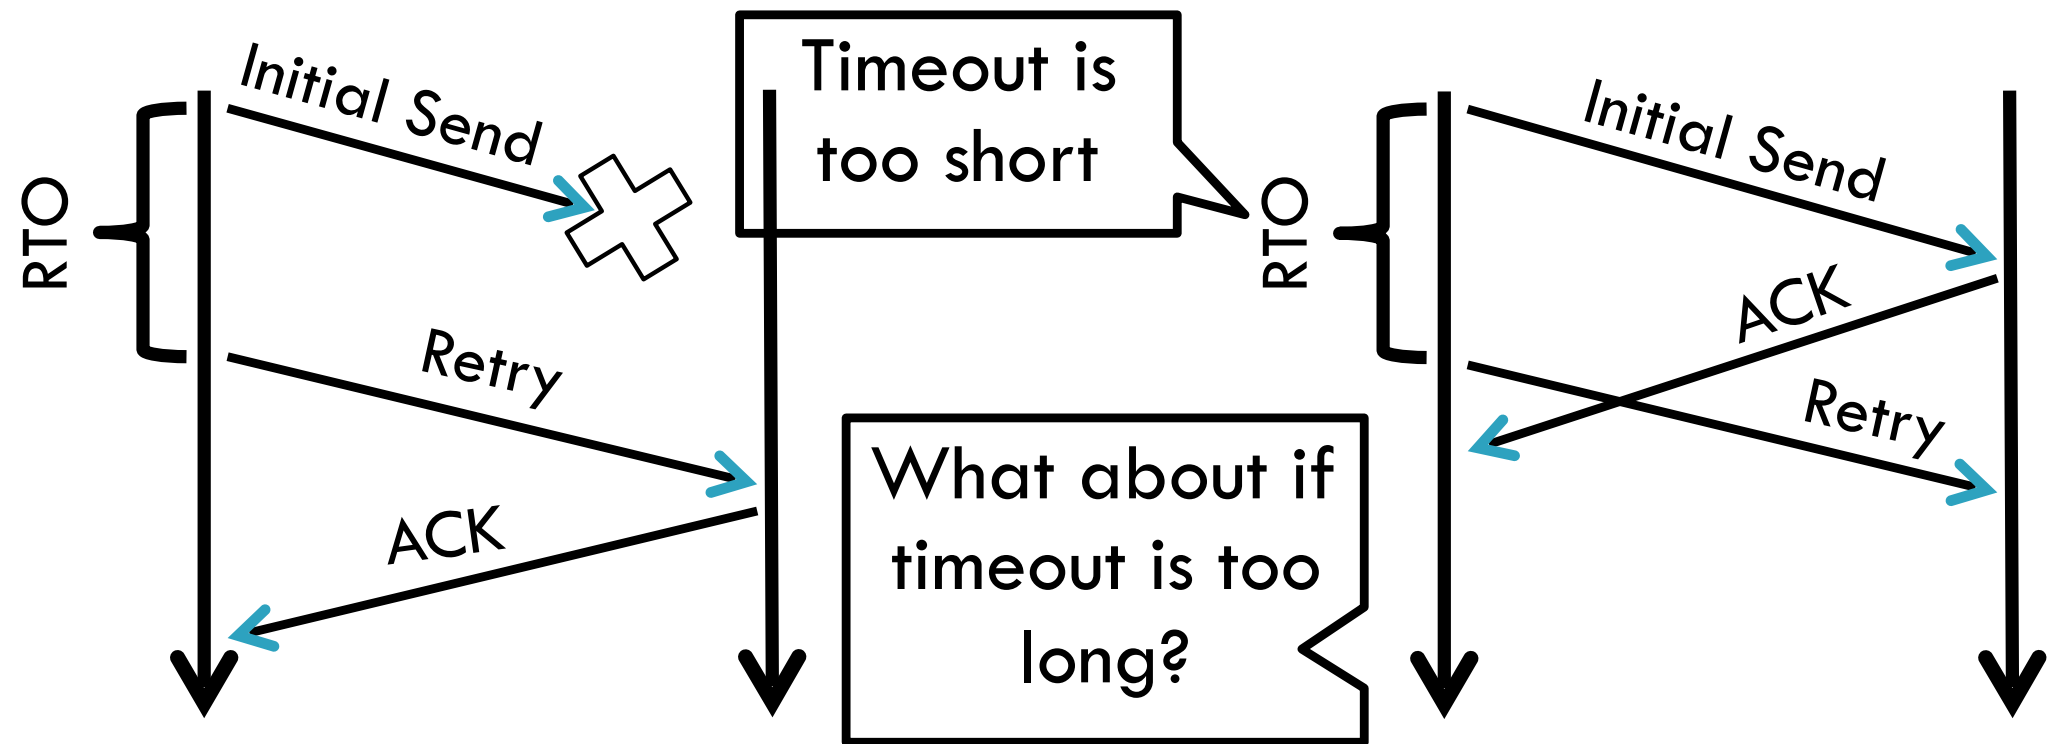 RTO
Initial Send
Retry
ACK
Timeout is
too short
What about if
timeout is too
long?
RTO
Initial Send
ACK
Retry